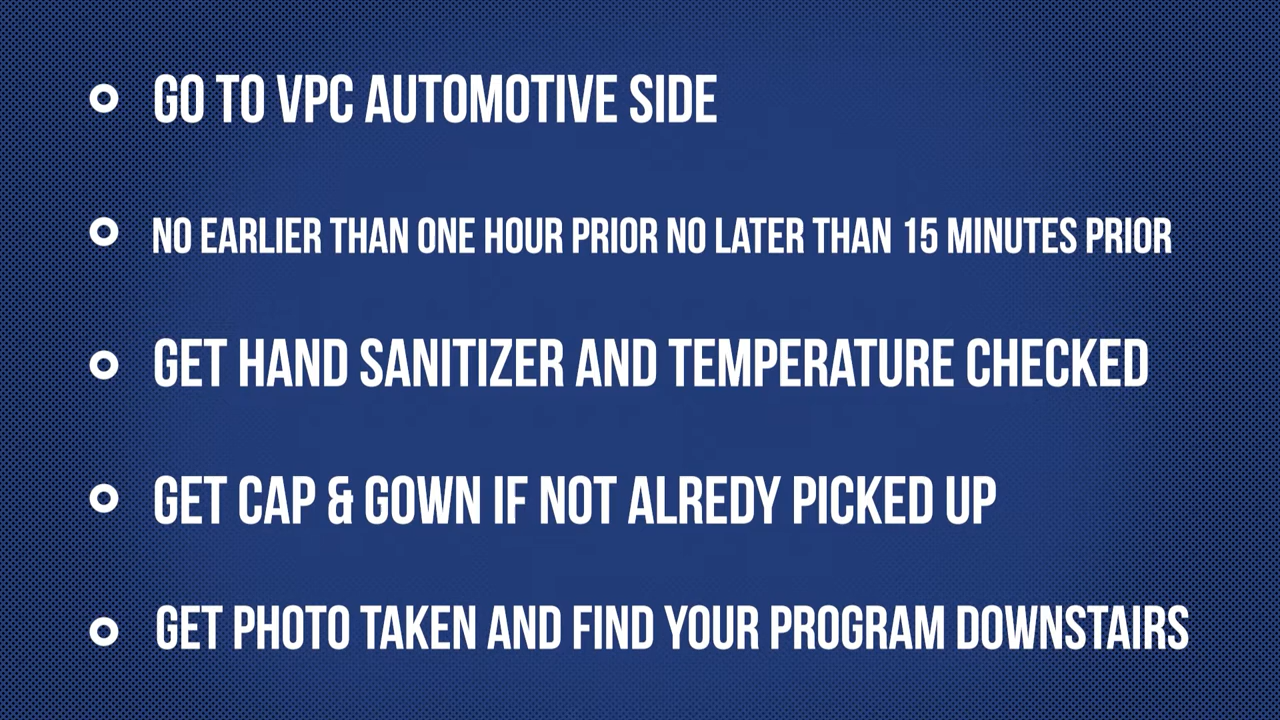 GO TO VPC AUTOMOTIVE SIDE
NO EARLIER THAN ONE HOUR PRIOR NO LATER THAN 15 MINUTES PRIOR
GET HAND SANITIZER AND TEMPERATURE CHECKED
GET CAP & GOWN IF NOT ALREDY PICKED UP
GET PHOTO TAKEN AND FIND YOUR PROGRAM DOWNSTAIRS